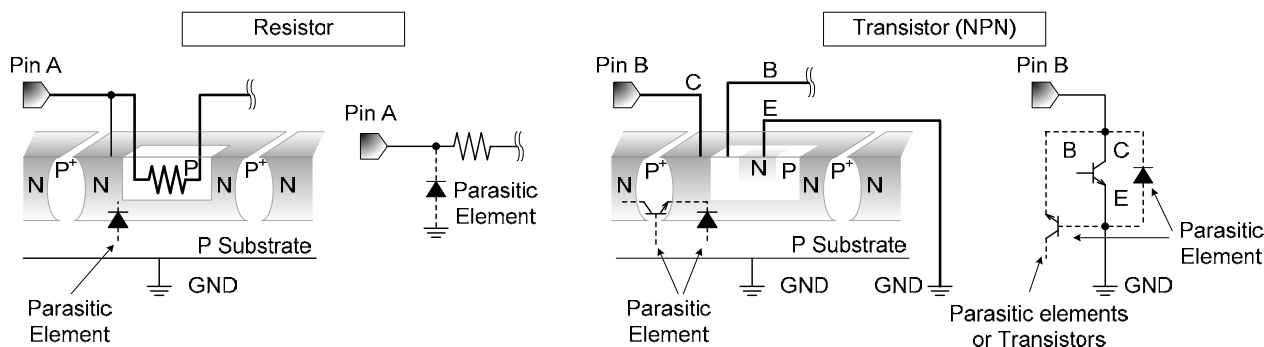 Resistor
Pin A
N
P+
N
P
N
P+
N
Parasitic
Element
P Substrate
GND
Pin A
Parasitic
Element
Transistor (NPN)
Pin B
C
B
E
N
P+
N
N
P
N
P+
N
P Substrate
GND
GND
Parasitic
Element
Pin B
B
C
E
GND
Parasitic
Element
Parasitic elements
or Transistors